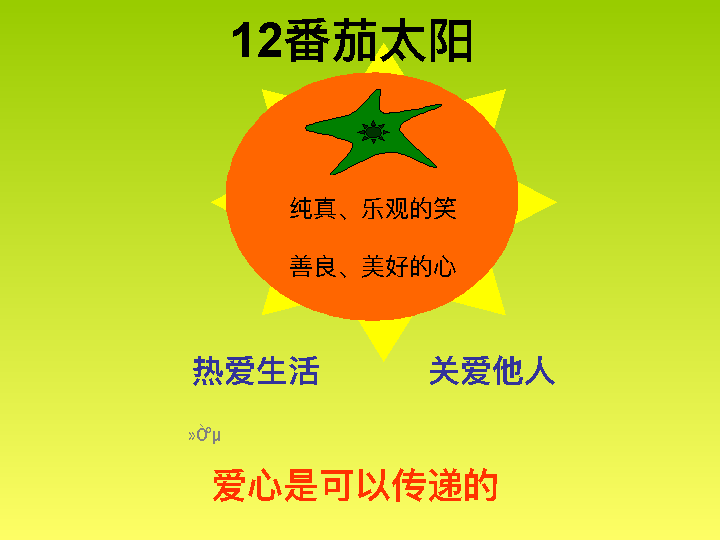 12番茄太阳
纯真、乐观的笑
善良、美好的心
热爱生活 关爱他人
»Òºµ
爱心是可以传递的